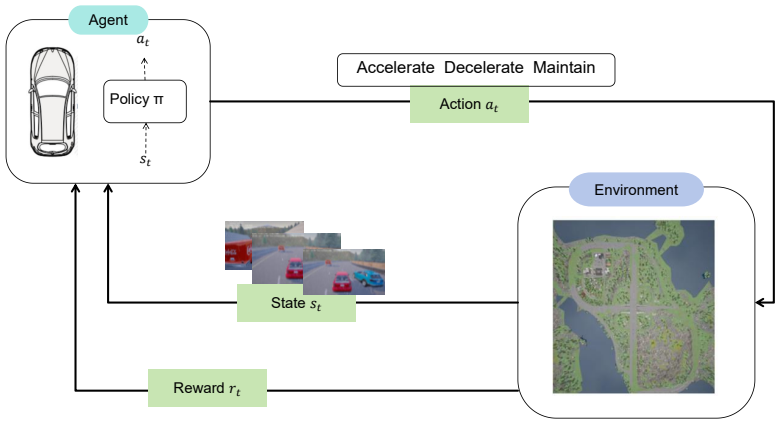 Agent
a_t
Policy π
s_t
Accelerate Decelerate Maintain
Action a_t
Environment
State s_t
Reward r_t